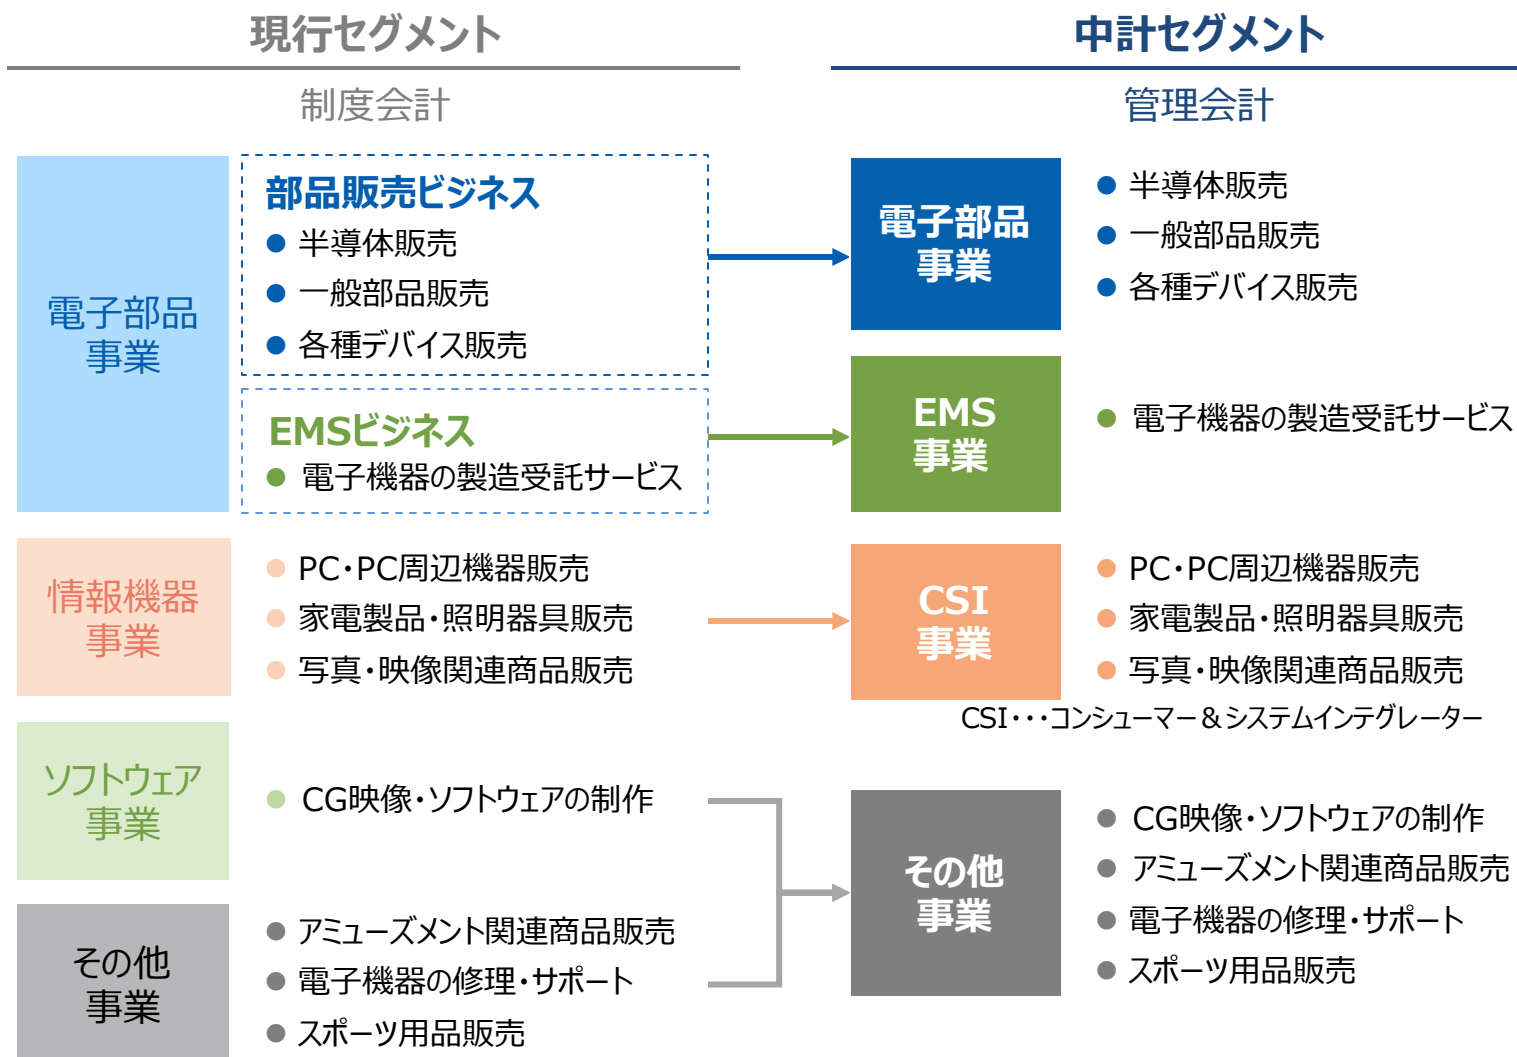 現行セグメント
制度会計
電子部品
事業
部品販売ビジネス
半導体販売
一般部品販売
各種デバイス販売
EMSビジネス
電子機器の製造受託サービス
情報機器
事業
PC・PC周辺機器販売
家電製品・照明器具販売
写真・映像関連商品販売
ソフトウェア
事業
CG映像・ソフトウェアの制作
その他
事業
アミューズメント関連商品販売
電子機器の修理・サポート
スポーツ用品販売
中計セグメント
管理会計
電子部品
事業
半導体販売
一般部品販売
各種デバイス販売
EMS
事業
電子機器の製造受託サービス
CSI
事業
PC・PC周辺機器販売
家電製品・照明器具販売
写真・映像関連商品販売
CSI・・・コンシューマー＆システムインテグレーター
その他
事業
CG映像・ソフトウェアの制作
アミューズメント関連商品販売
電子機器の修理・サポート
スポーツ用品販売